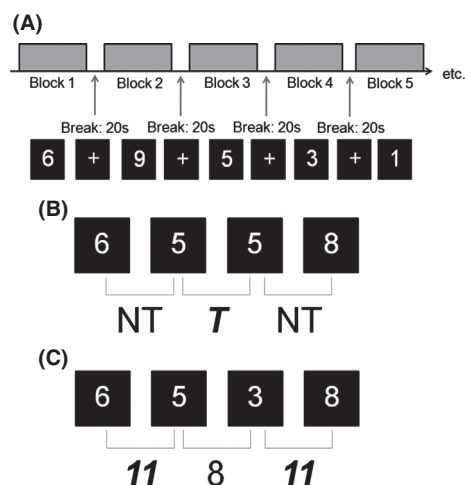 (A)
Block 1 Block 2 Block 3 Block 4 Block 5 etc.
Break: 20s Break: 20s Break: 20s Break: 20s
6 + 9 + 5 + 3 + 1
(B)
6 5 5 8
NT T NT
(C)
6 5 3 8
11 8 11